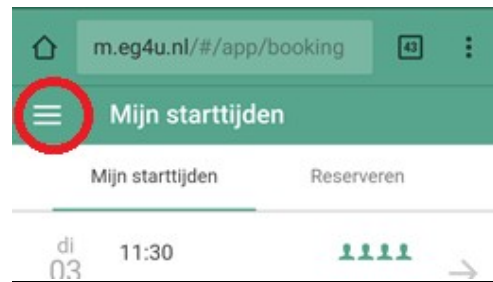 m.eg4u.nl/#/app/booking 43
Mijn starttijden
Mijn starttijden Reserveren
di 11:30
03